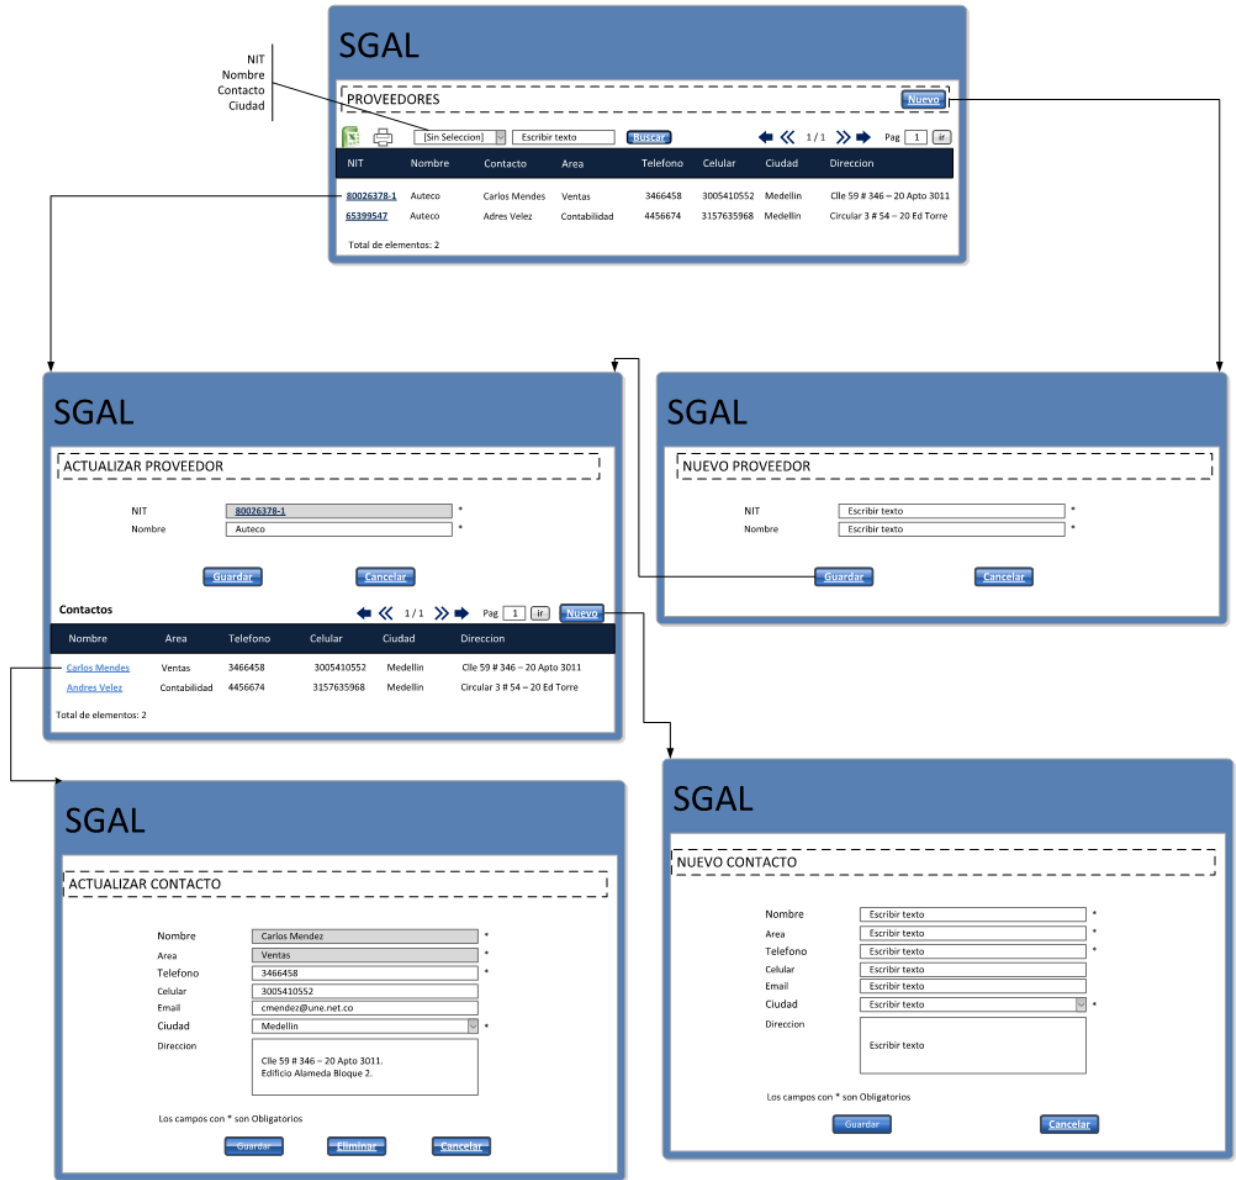 SGAL
NIT
Nombre
Contacto
Ciudad
PROVEEDORES
Nuevo
[Sin Seleccion] Escribir texto Buscar 1 / 1 Pag 1 ir
NIT Nombre Contacto Area Telefono Celular Ciudad Direccion
80026378-1 Auteco Carlos Mendes Ventas 3466458 3005410552 Medellin Clle 59 # 346 – 20 Apto 3011
65399547 Auteco Adres Velez Contabilidad 4456674 3157635968 Medellin Circular 3 # 54 – 20 Ed Torre
Total de elementos: 2
SGAL
ACTUALIZAR PROVEEDOR
NIT 80026378-1 *
Nombre Auteco *
Guardar Cancelar
Contactos 1 / 1 Pag 1 ir Nuevo
Nombre Area Telefono Celular Ciudad Direccion
Carlos Mendes Ventas 3466458 3005410552 Medellin Clle 59 # 346 – 20 Apto 3011
Andres Velez Contabilidad 4456674 3157635968 Medellin Circular 3 # 54 – 20 Ed Torre
Total de elementos: 2
SGAL
NUEVO PROVEEDOR
NIT Escribir texto *
Nombre Escribir texto *
Guardar Cancelar
SGAL
ACTUALIZAR CONTACTO
Nombre Carlos Mendez *
Area Ventas *
Telefono 3466458 *
Celular 3005410552
Email cmendez@une.net.co
Ciudad Medellin *
Direccion
Clle 59 # 346 – 20 Apto 3011.
Edificio Alameda Bloque 2.
Los campos con * son Obligatorios
Guardar Eliminar Cancelar
SGAL
NUEVO CONTACTO
Nombre Escribir texto *
Area Escribir texto *
Telefono Escribir texto *
Celular Escribir texto
Email Escribir texto
Ciudad Escribir texto *
Direccion
Escribir texto
Los campos con * son Obligatorios
Guardar Cancelar